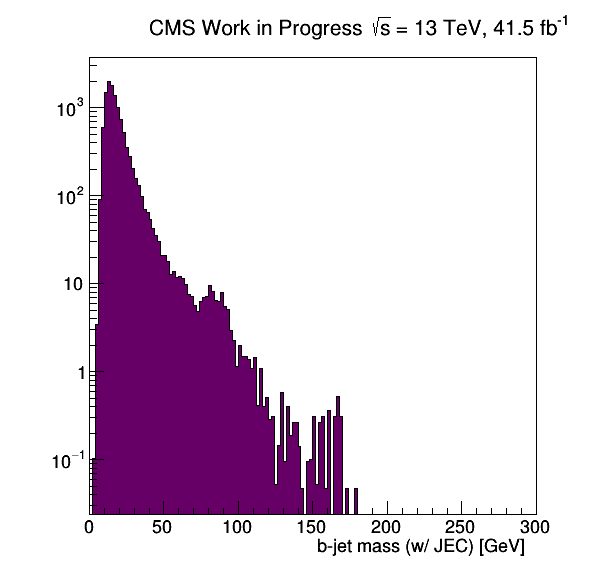 CMS Work in Progress √s = 13 TeV, 41.5 fb⁻¹
10³
10²
10
1
10⁻¹
0 50 100 150 200 250 300
b-jet mass (w/ JEC) [GeV]